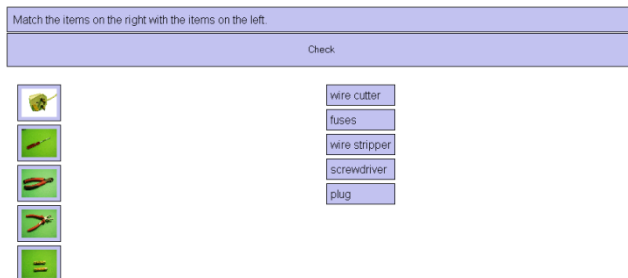 Match the items on the right with the items on the left.
Check
wire cutter
fuses
wire stripper
screwdriver
plug